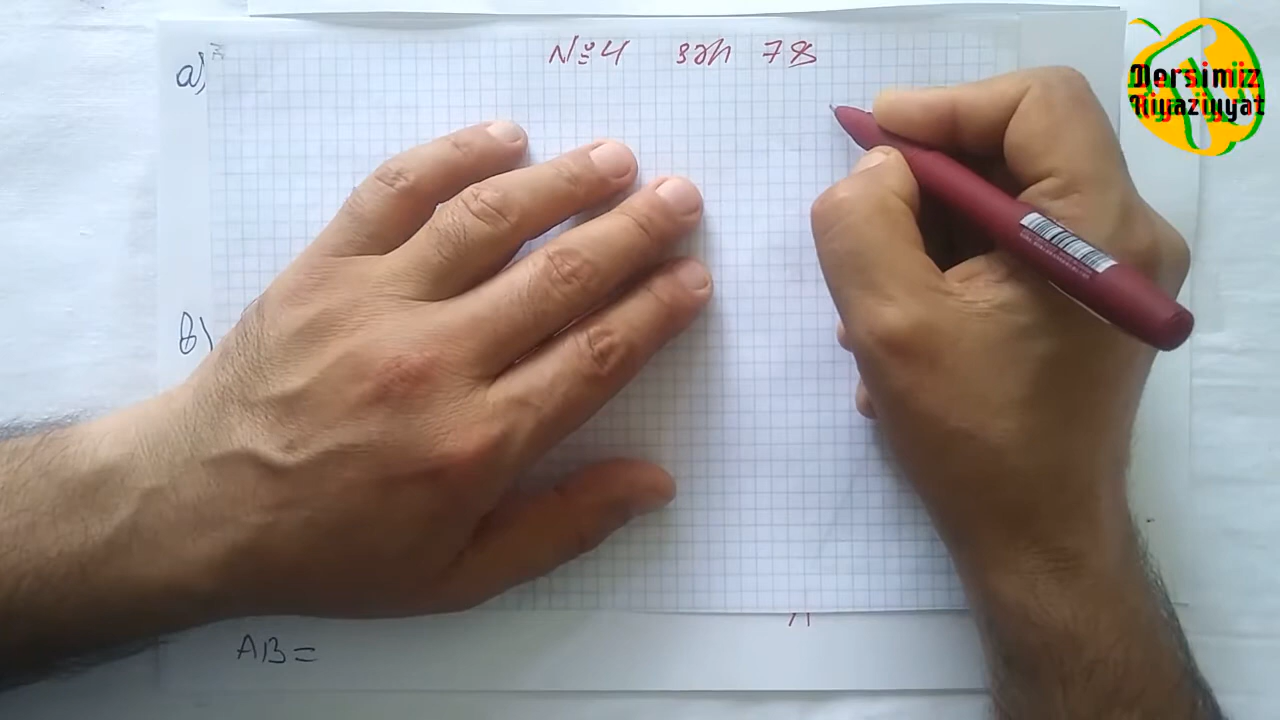 №4 səh 78
Dersimiz
Riyaziyyat
a)
b)
AB=